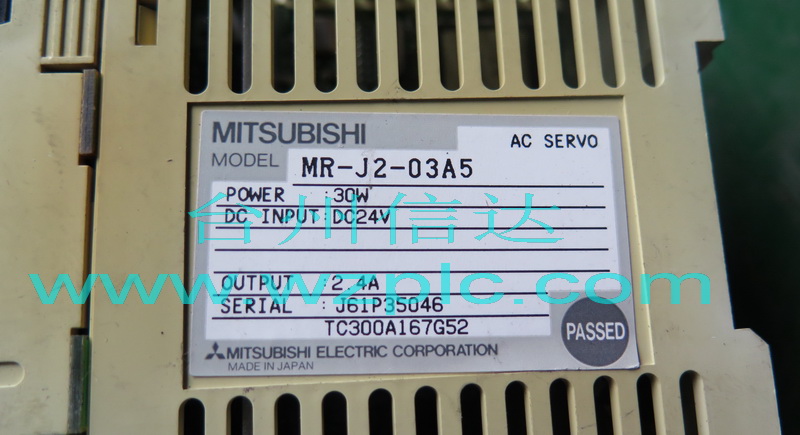 MITSUBISHI
AC SERVO
MODEL MR-J2-03A5
POWER :30W
DC INPUT:DC24V
台州信达
www.wzplc.com
OUTPUT :2.4A
SERIAL :J61P35046
TC300A167G52
PASSED
MITSUBISHI ELECTRIC CORPORATION
MADE IN JAPAN